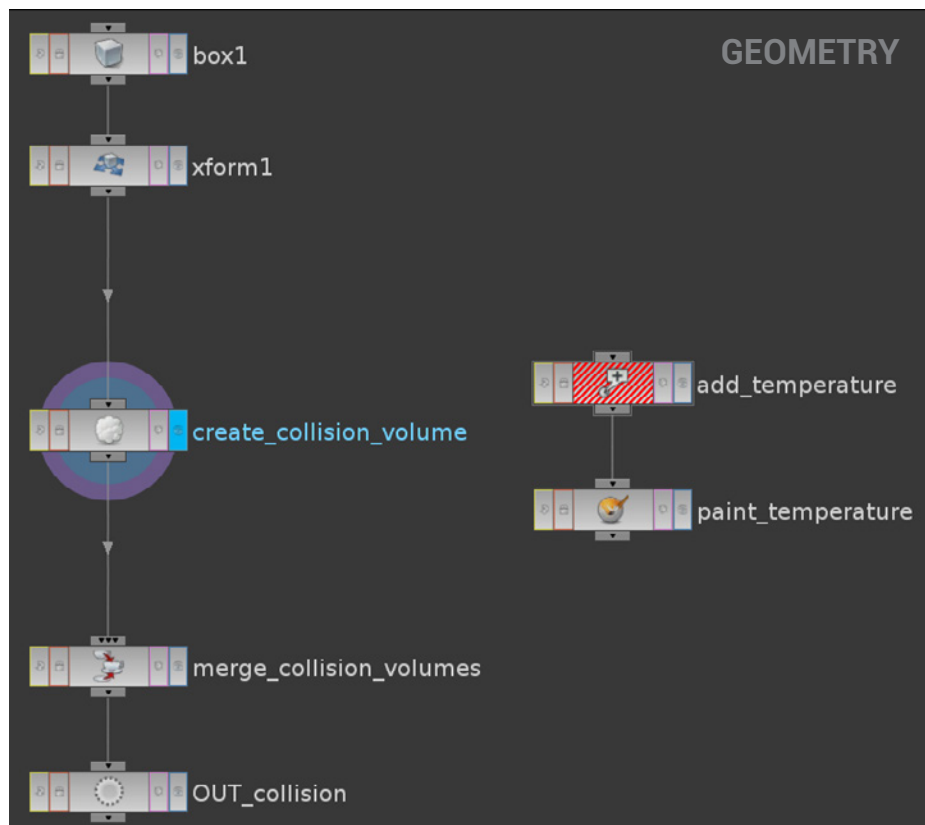 box1
GEOMETRY
xform1
add_temperature
create_collision_volume
paint_temperature
merge_collision_volumes
OUT_collision